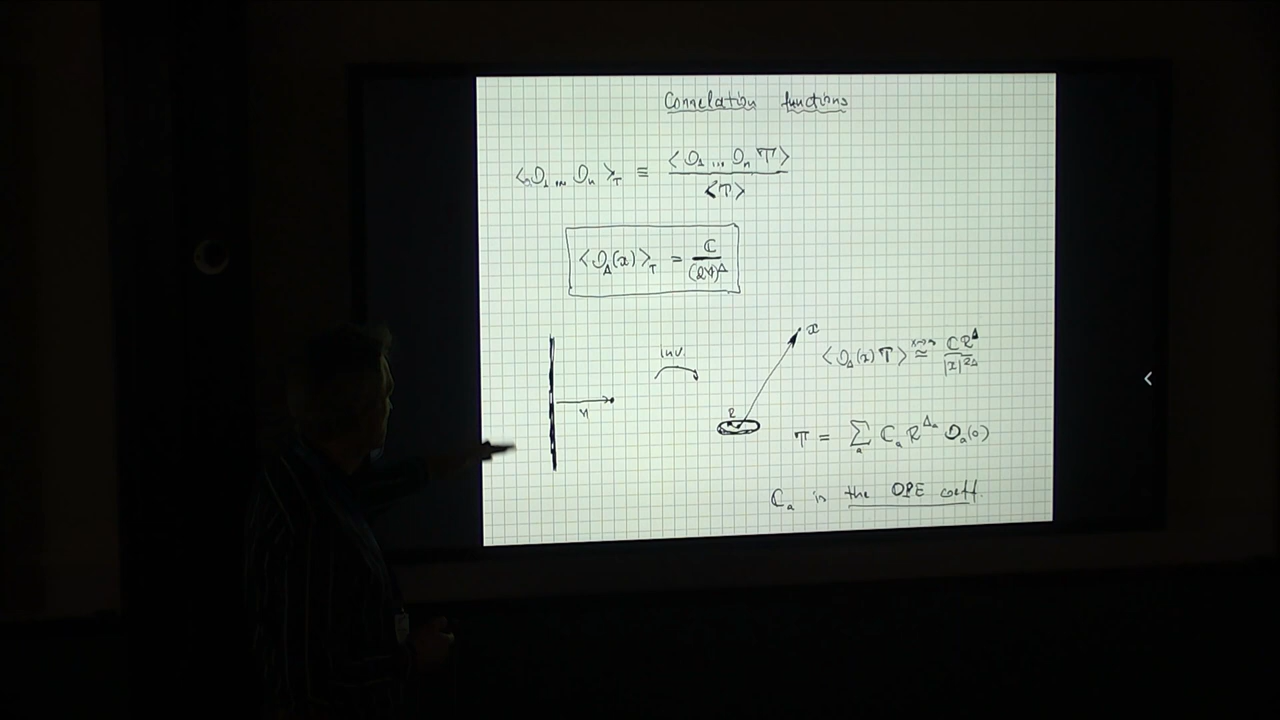 Correlation functions
⟨O₁ ... Oₙ⟩_T ≡ ⟨O₁ ... Oₙ T⟩ / ⟨T⟩
⟨O_Δ(x)⟩_T = C / (2r)^Δ
inv.
x
⟨O_Δ(x) T⟩ ≃^{x→∞} C R^Δ / |x|^{2Δ}
R
T = Σ_a C_a R^{Δ_a} O_a(0)
C_a is the OPE coeff.